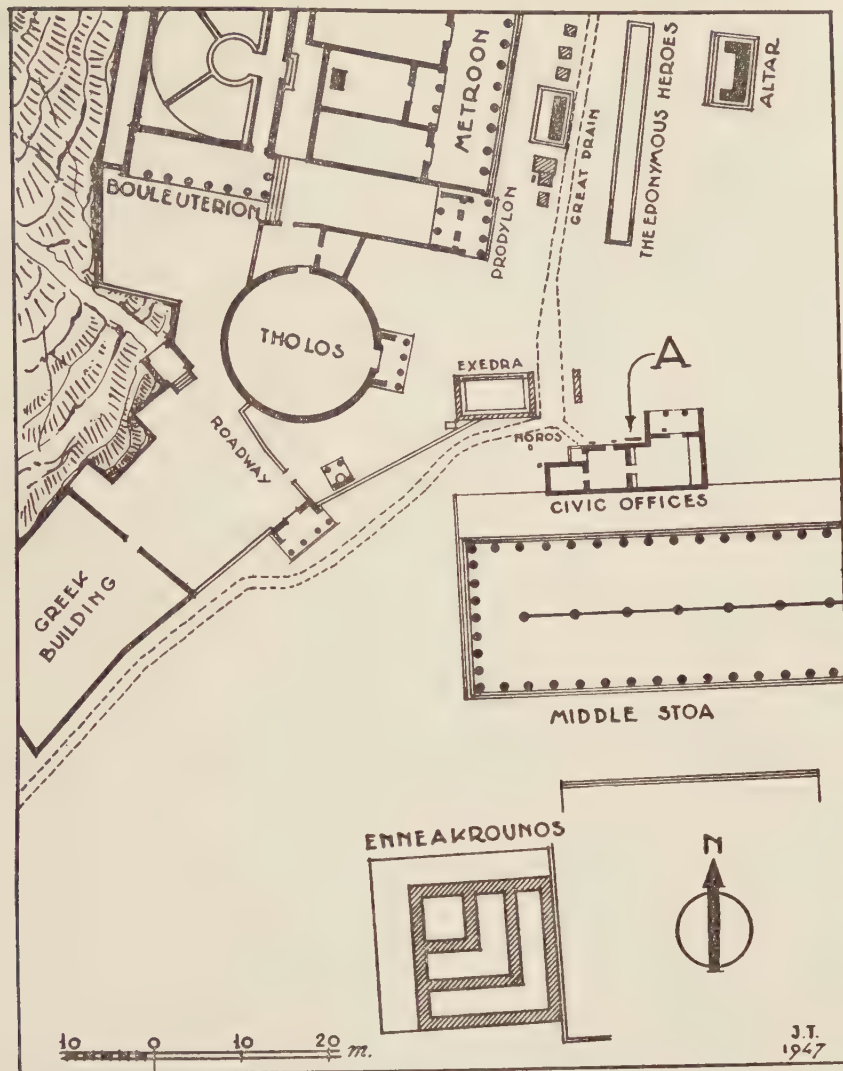 METROON
GREAT DRAIN
THE EPONYMOUS HEROES
ALTAR
BOULEUTERION
PROPYLON
THOLOS
EXEDRA
A
ROADWAY
HOROS
CIVIC OFFICES
GREEK
BUILDING
MIDDLE STOA
ENNEAKROUNOS
N
10 0 10 20 m.
J.T.
1947